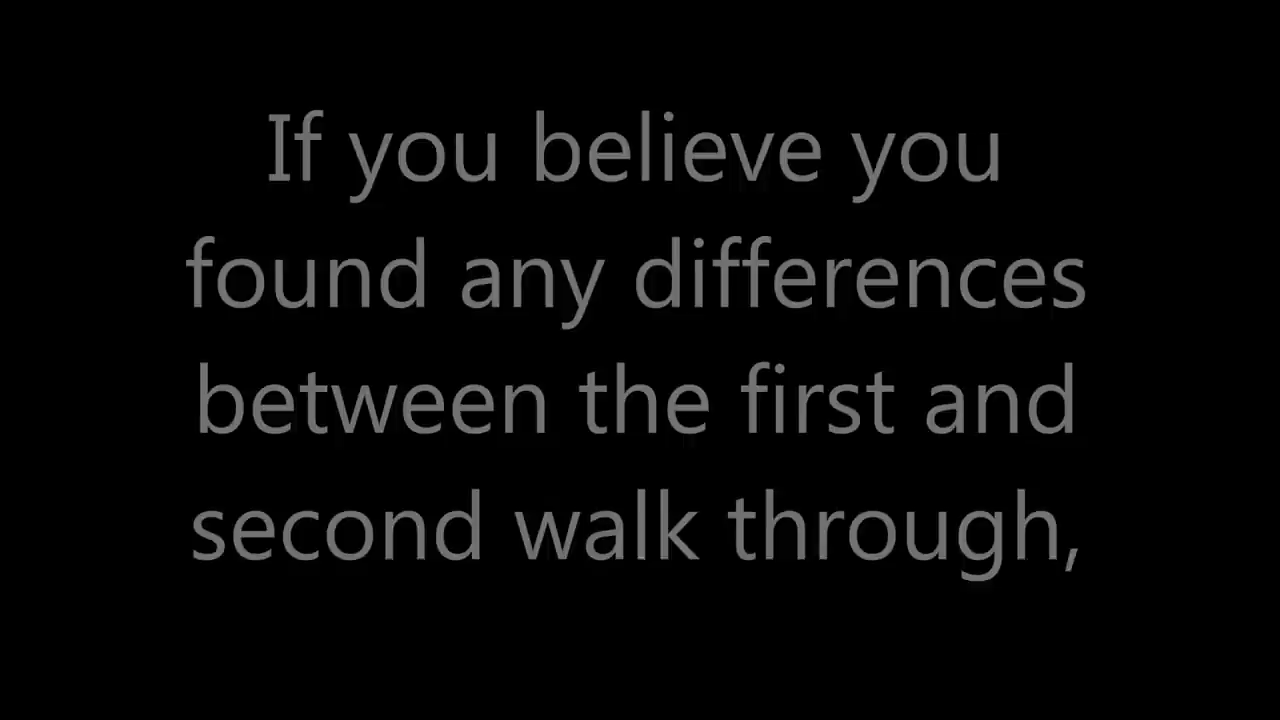 If you believe you
found any differences
between the first and
second walk through,